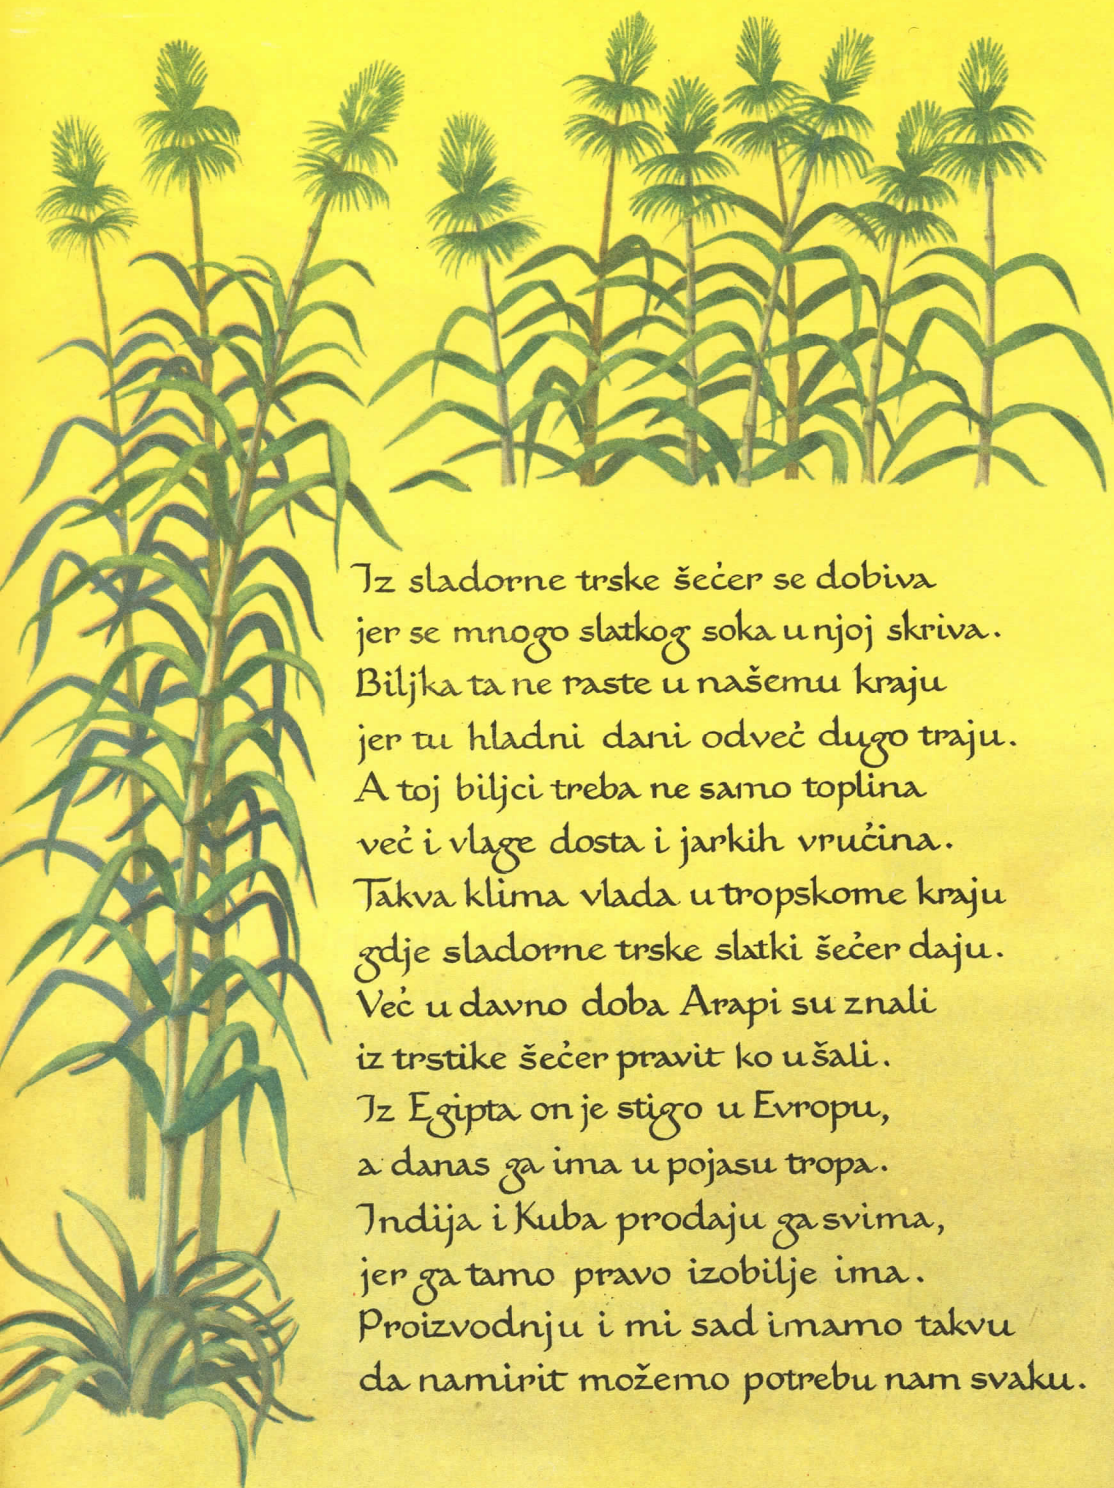 Iz sladorne trske šećer se dobiva
jer se mnogo slatkog soka u njoj skriva.
Biljka ta ne raste u našemu kraju
jer tu hladni dani odveć dugo traju.
A toj biljci treba ne samo toplina
već i vlage dosta i jarkih vrućina.
Takva klima vlada u tropskome kraju
gdje sladorne trske slatki šećer daju.
Već u davno doba Arapi su znali
iz trstike šećer pravit ko u šali.
Iz Egipta on je stigo u Evropu,
a danas ga ima u pojasu tropa.
Indija i Kuba prodaju ga svima,
jer ga tamo pravo izobilje ima.
Proizvodnju i mi sad imamo takvu
da namirit možemo potrebu nam svaku.